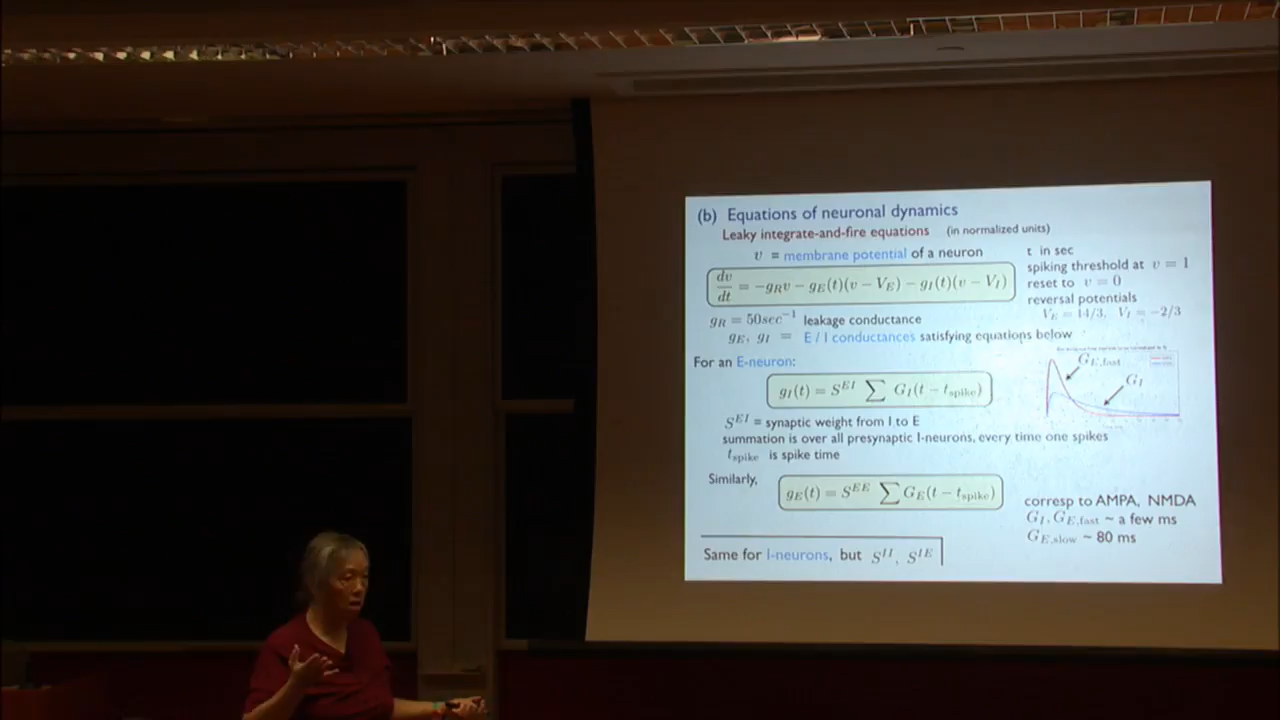 (b) Equations of neuronal dynamics
Leaky integrate-and-fire equations (in normalized units)
v = membrane potential of a neuron
dv/dt = −g_R v − g_E(t)(v − V_E) − g_I(t)(v − V_I)
t in sec
spiking threshold at v = 1
reset to v = 0
reversal potentials
V_E = 14/3, V_I = −2/3
g_R = 50sec^{−1} leakage conductance
g_E, g_I = E / I conductances satisfying equations below
For an E-neuron:
g_I(t) = S^{EI} ∑ G_I(t − t_spike)
G_{E,fast}
G_I
S^{EI} = synaptic weight from I to E
summation is over all presynaptic I-neurons, every time one spikes
t_spike is spike time
Similarly,
g_E(t) = S^{EE} ∑ G_E(t − t_spike)
corresp to AMPA, NMDA
G_I, G_{E,fast} ~ a few ms
G_{E,slow} ~ 80 ms
Same for I-neurons, but S^{II}, S^{IE}